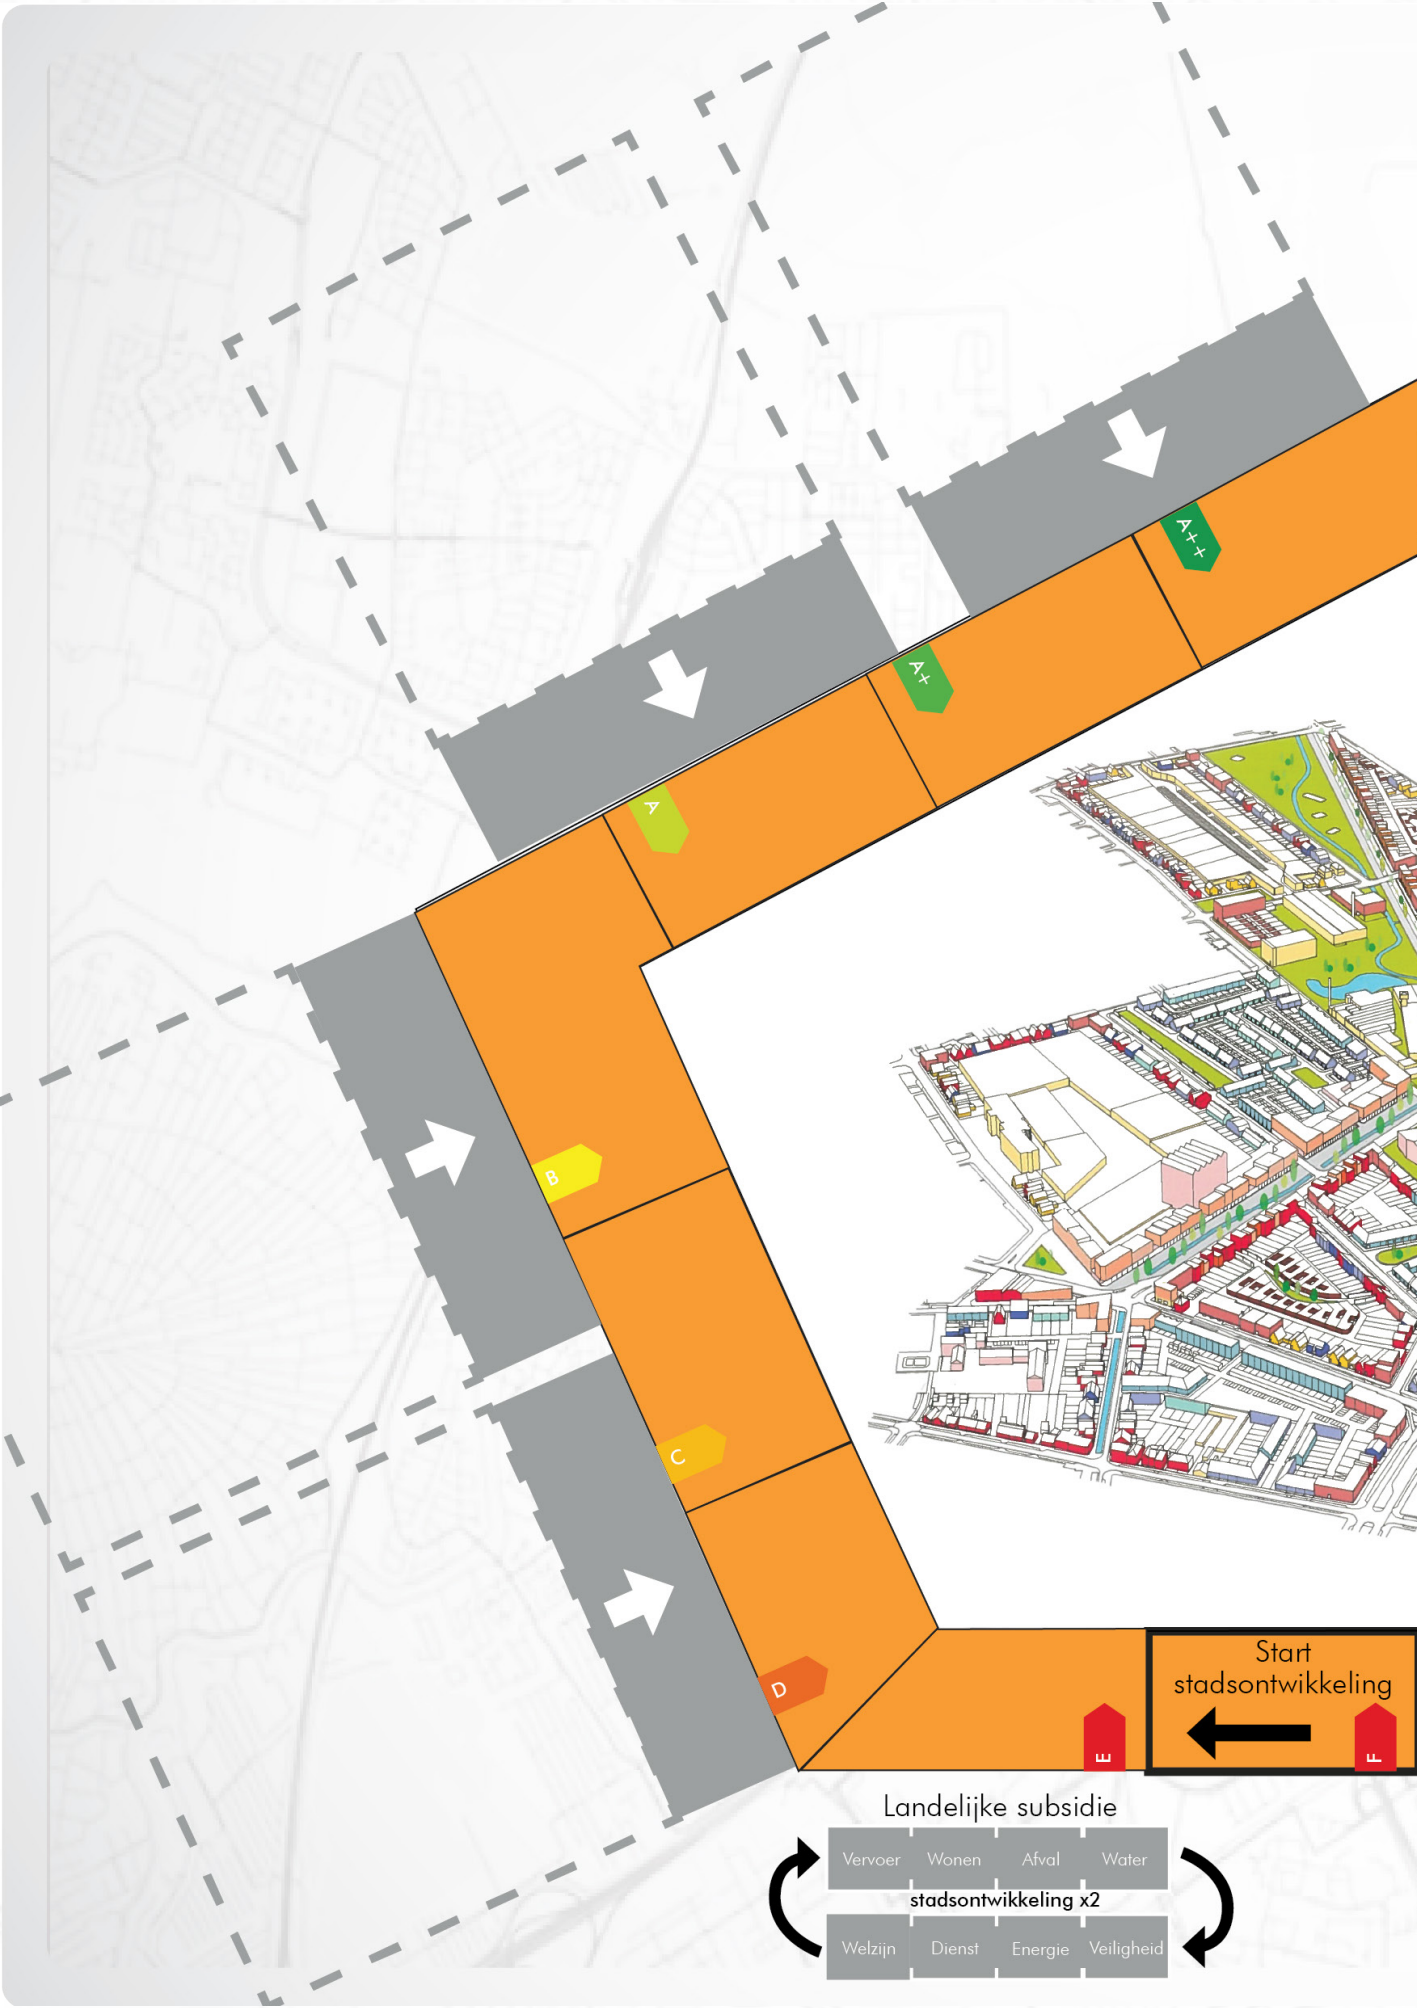 A++
A+
A
B
C
D
Start
stadsontwikkeling
E
F
Landelijke subsidie
Vervoer Wonen Afval Water
stadsontwikkeling x2
Welzijn Dienst Energie Veiligheid